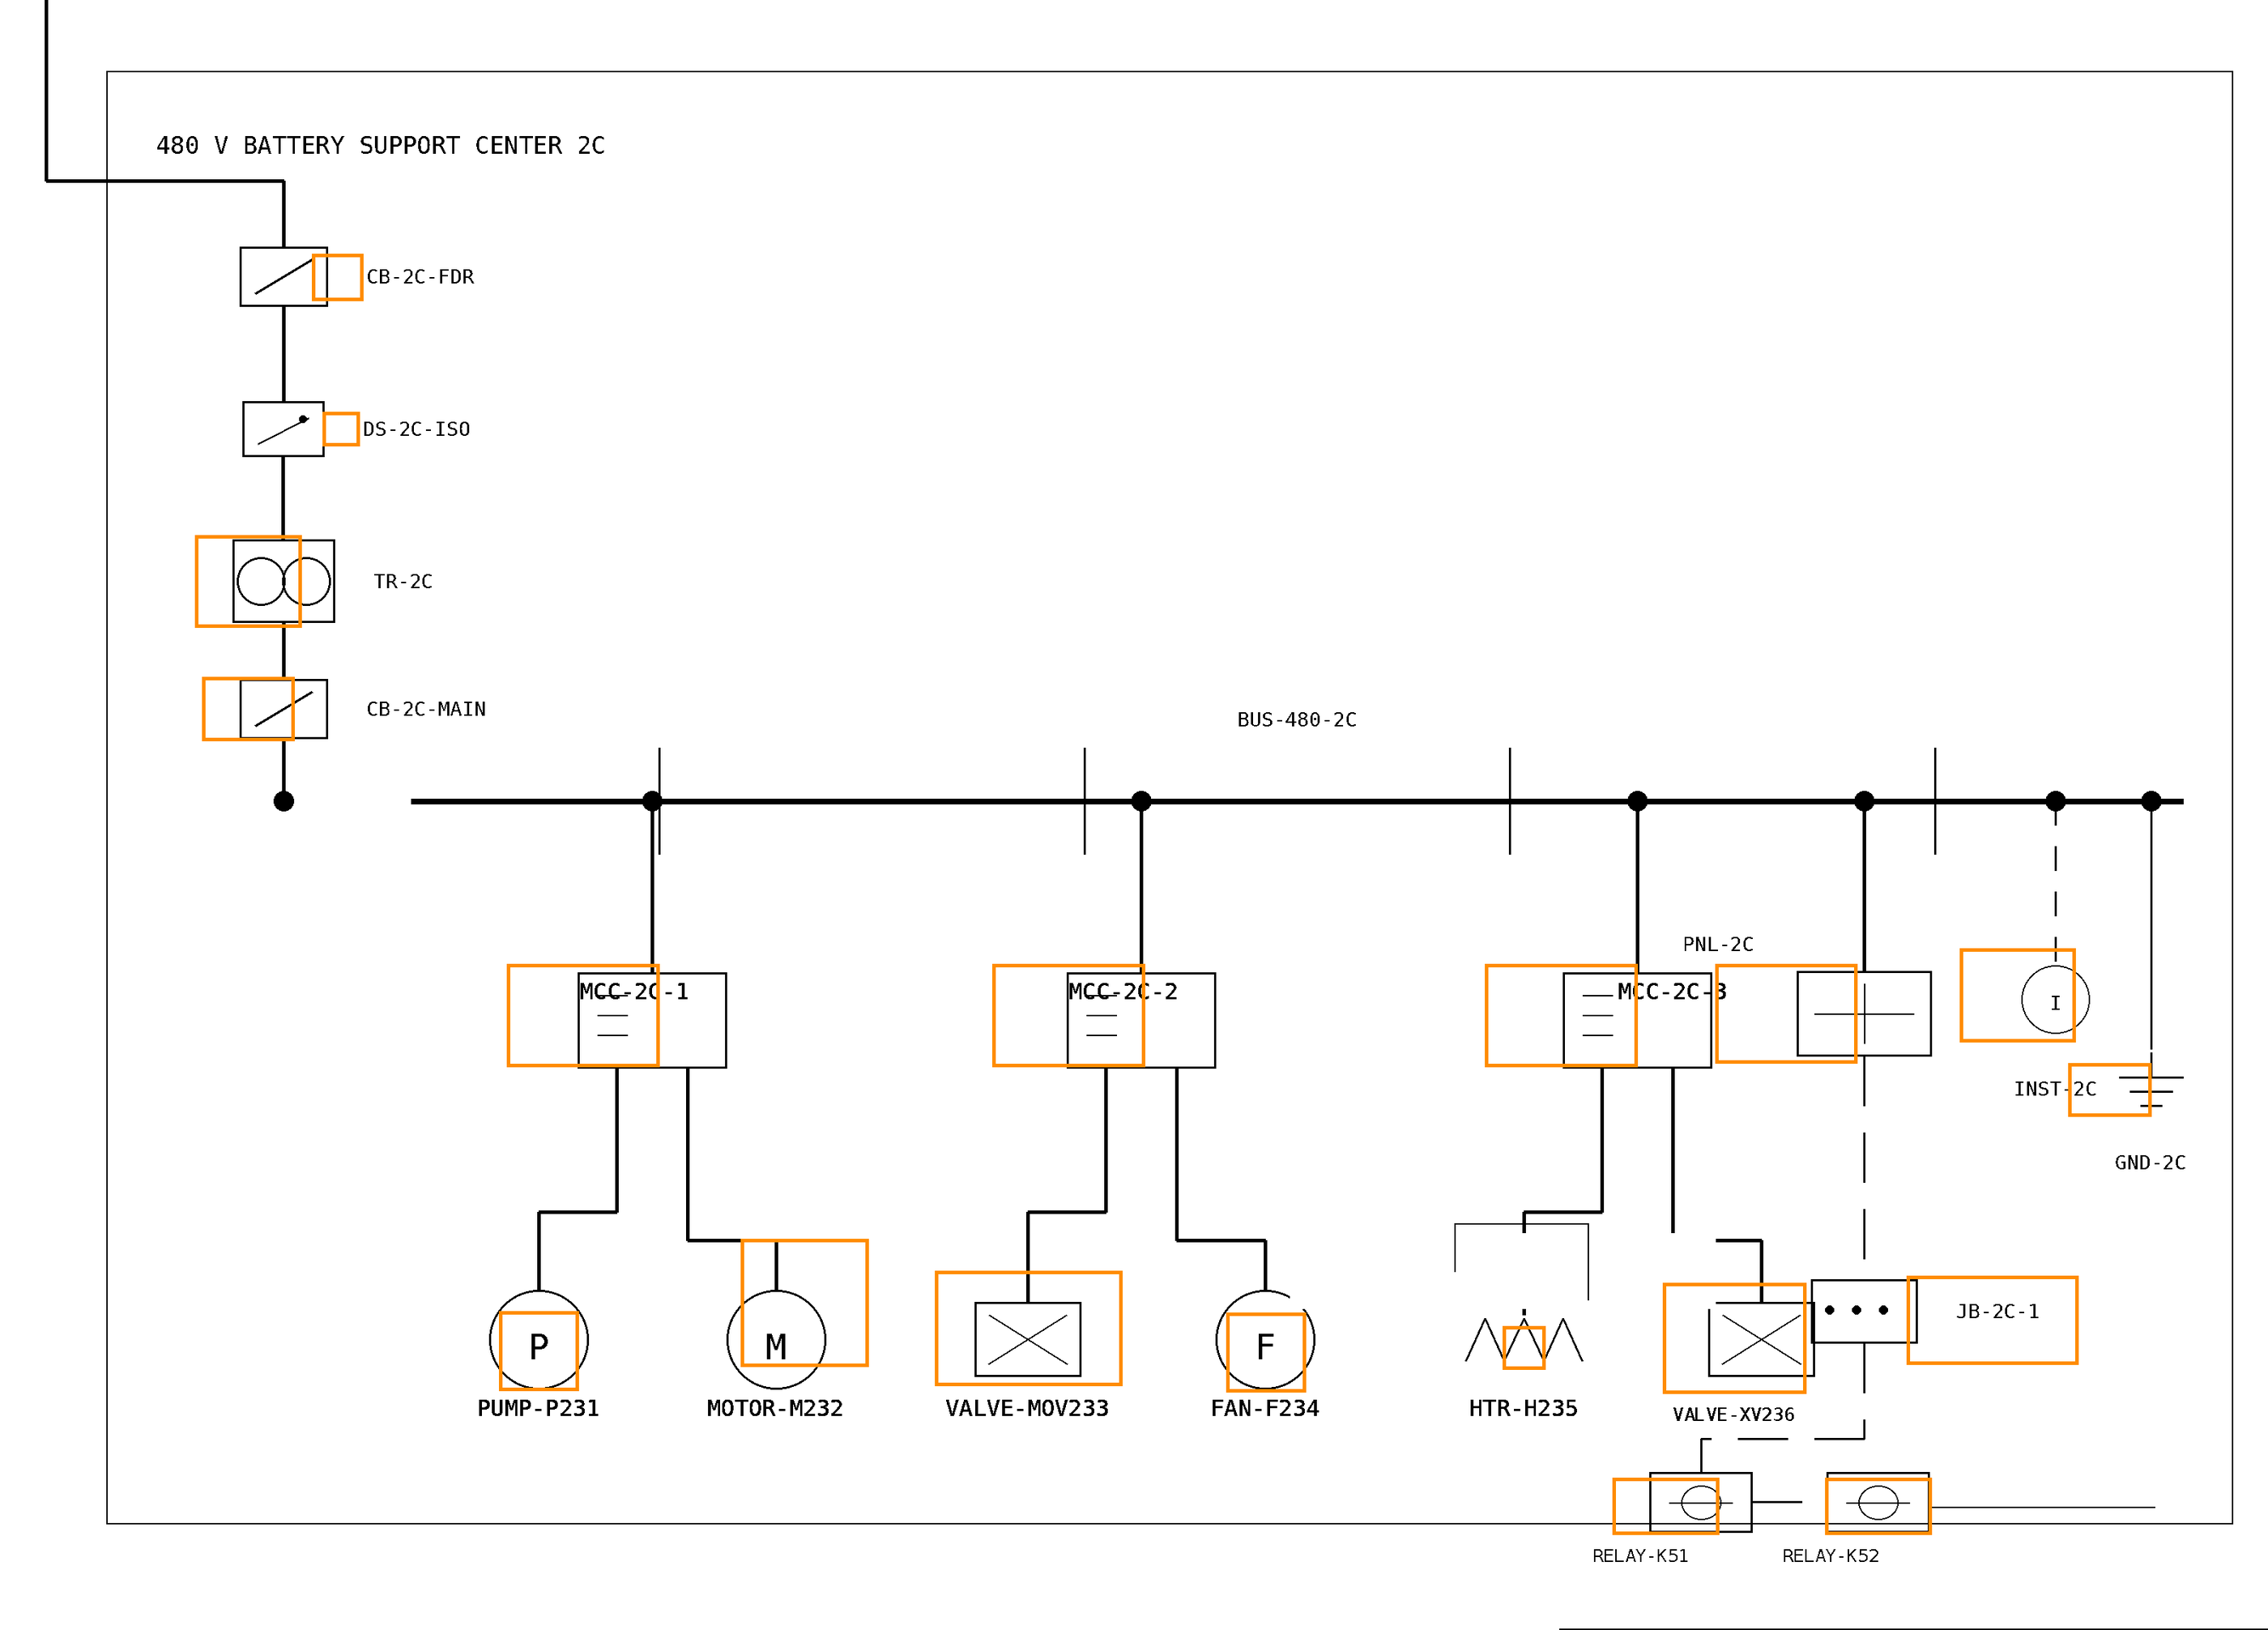 480 V BATTERY SUPPORT CENTER 2C
CB-2C-FDR
DS-2C-ISO
TR-2C
CB-2C-MAIN
BUS-480-2C
PNL-2C
MCC-2C-1
MCC-2C-2
MCC-2C-3
I
INST-2C
GND-2C
JB-2C-1
P
M
F
PUMP-P231
MOTOR-M232
VALVE-MOV233
FAN-F234
HTR-H235
VALVE-XV236
RELAY-K51
RELAY-K52